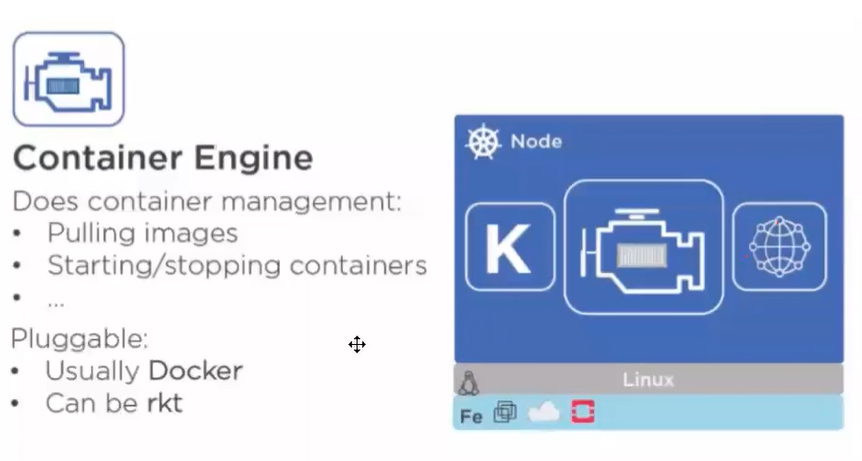 Container Engine
Does container management:
• Pulling images
• Starting/stopping containers
• ...
Pluggable:
• Usually Docker
• Can be rkt
Node
K
Linux
Fe